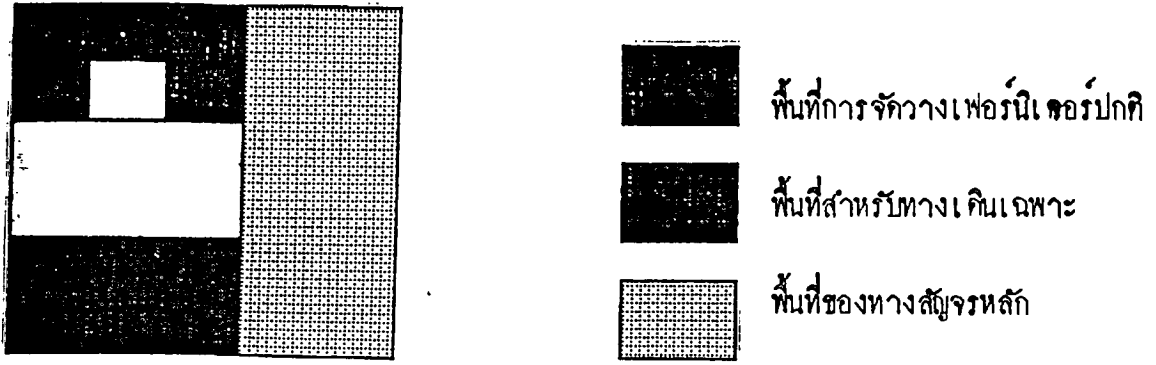 พื้นที่การจัดวางเฟอร์นิเตอร์ปกติ
พื้นที่สำหรับทางเดินเฉพาะ
พื้นที่ของทางสัญจรหลัก